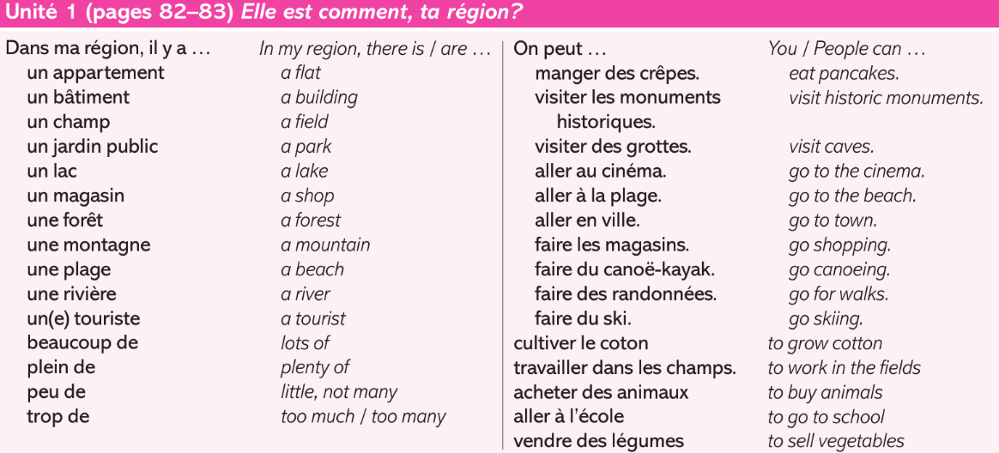 Unité 1 (pages 82–83) Elle est comment, ta région?
Dans ma région, il y a … In my region, there is / are …
un appartement a flat
un bâtiment a building
un champ a field
un jardin public a park
un lac a lake
un magasin a shop
une forêt a forest
une montagne a mountain
une plage a beach
une rivière a river
un(e) touriste a tourist
beaucoup de lots of
plein de plenty of
peu de little, not many
trop de too much / too many
On peut … You / People can …
manger des crêpes. eat pancakes.
visiter les monuments visit historic monuments.
historiques.
visiter des grottes. visit caves.
aller au cinéma. go to the cinema.
aller à la plage. go to the beach.
aller en ville. go to town.
faire les magasins. go shopping.
faire du canoë-kayak. go canoeing.
faire des randonnées. go for walks.
faire du ski. go skiing.
cultiver le coton to grow cotton
travailler dans les champs. to work in the fields
acheter des animaux to buy animals
aller à l'école to go to school
vendre des légumes to sell vegetables